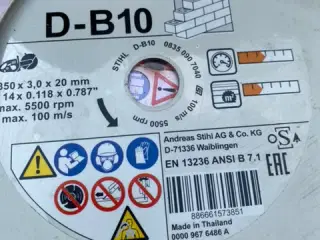 D-B10
STIHL D-B10 0835 090 7040
350 x 3,0 x 20 mm
14 x 0.118 x 0.787"
max. 5500 rpm
max. 100 m/s
100 m/s 5500 rpm
Andreas Stihl AG & Co. KG
D-71336 Waiblingen
EN 13236 ANSI B 7.1
oSa
EAC
886661573851
Made in Thailand
0000 967 6486 A